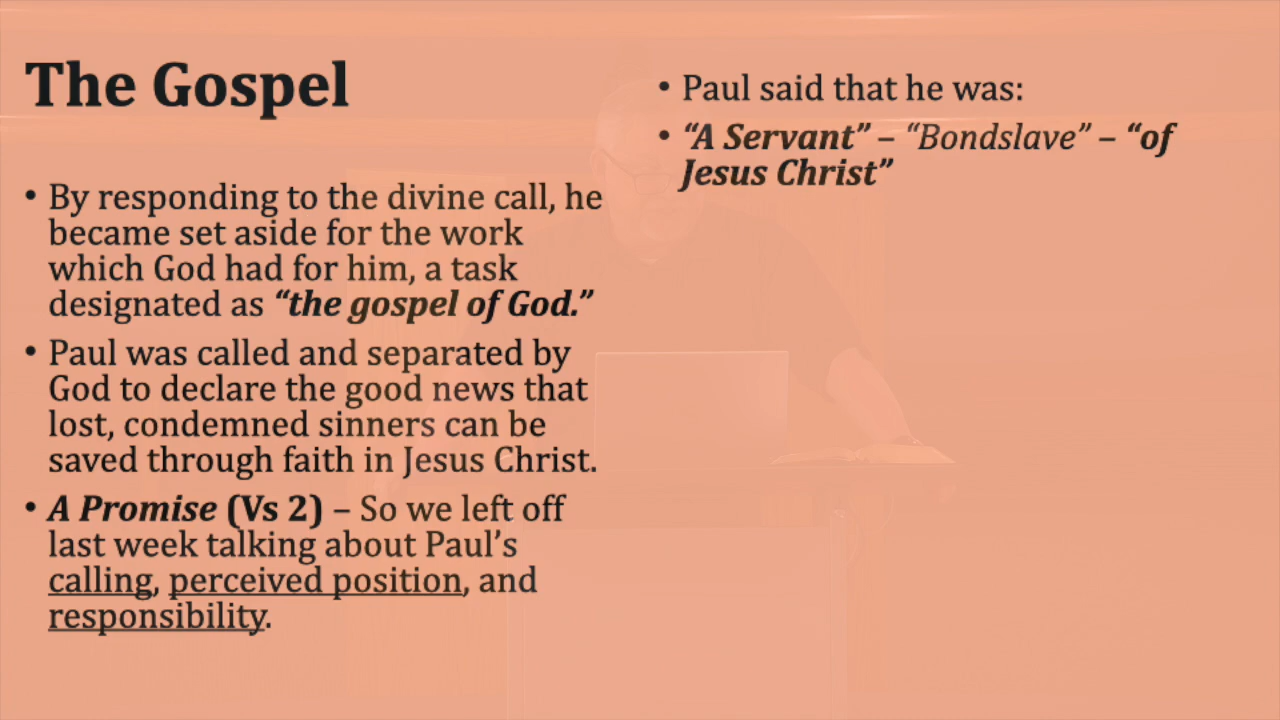 The Gospel
• By responding to the divine call, he
became set aside for the work
which God had for him, a task
designated as “the gospel of God.”
• Paul was called and separated by
God to declare the good news that
lost, condemned sinners can be
saved through faith in Jesus Christ.
• A Promise (Vs 2) – So we left off
last week talking about Paul’s
calling, perceived position, and
responsibility.
• Paul said that he was:
• “A Servant” – “Bondslave” – “of
Jesus Christ”